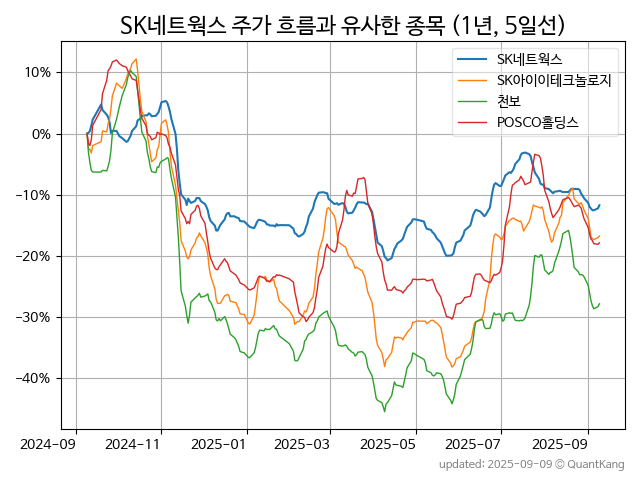 SK네트웍스 주가 흐름과 유사한 종목 (1년, 5일선)
SK네트웍스
SK아이이테크놀로지
천보
POSCO홀딩스
10%
0%
−10%
−20%
−30%
−40%
2024-09
2024-11
2025-01
2025-03
2025-05
2025-07
2025-09
updated: 2025-09-09 © QuantKang